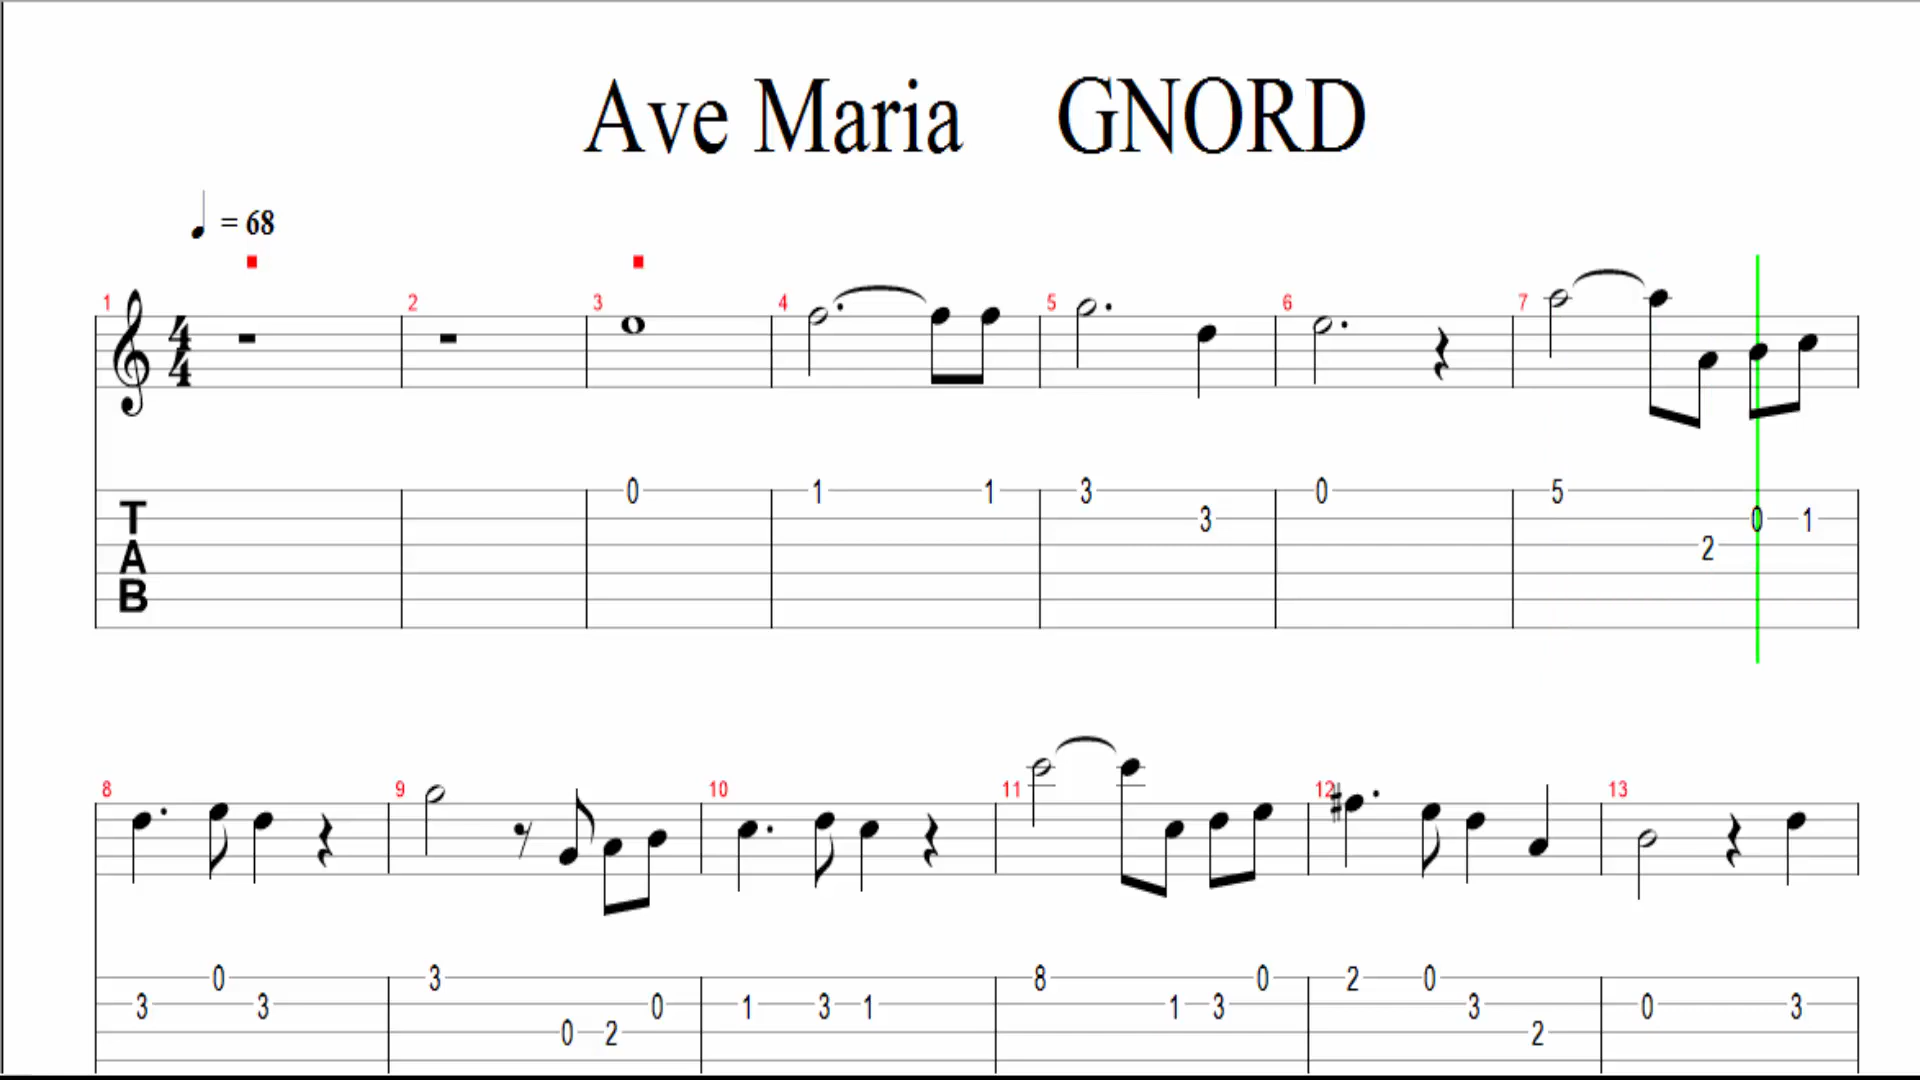 Ave Maria GNORD
= 68
1 2 3 4 5 6 7
4
4
0 1 1 3 0 5
T 3 0 1
A 2
B
8 9 10 11 12 13
0 3 8 0 2 0
3 3 0 1 3 1 1 3 3 0 3
0 2 2